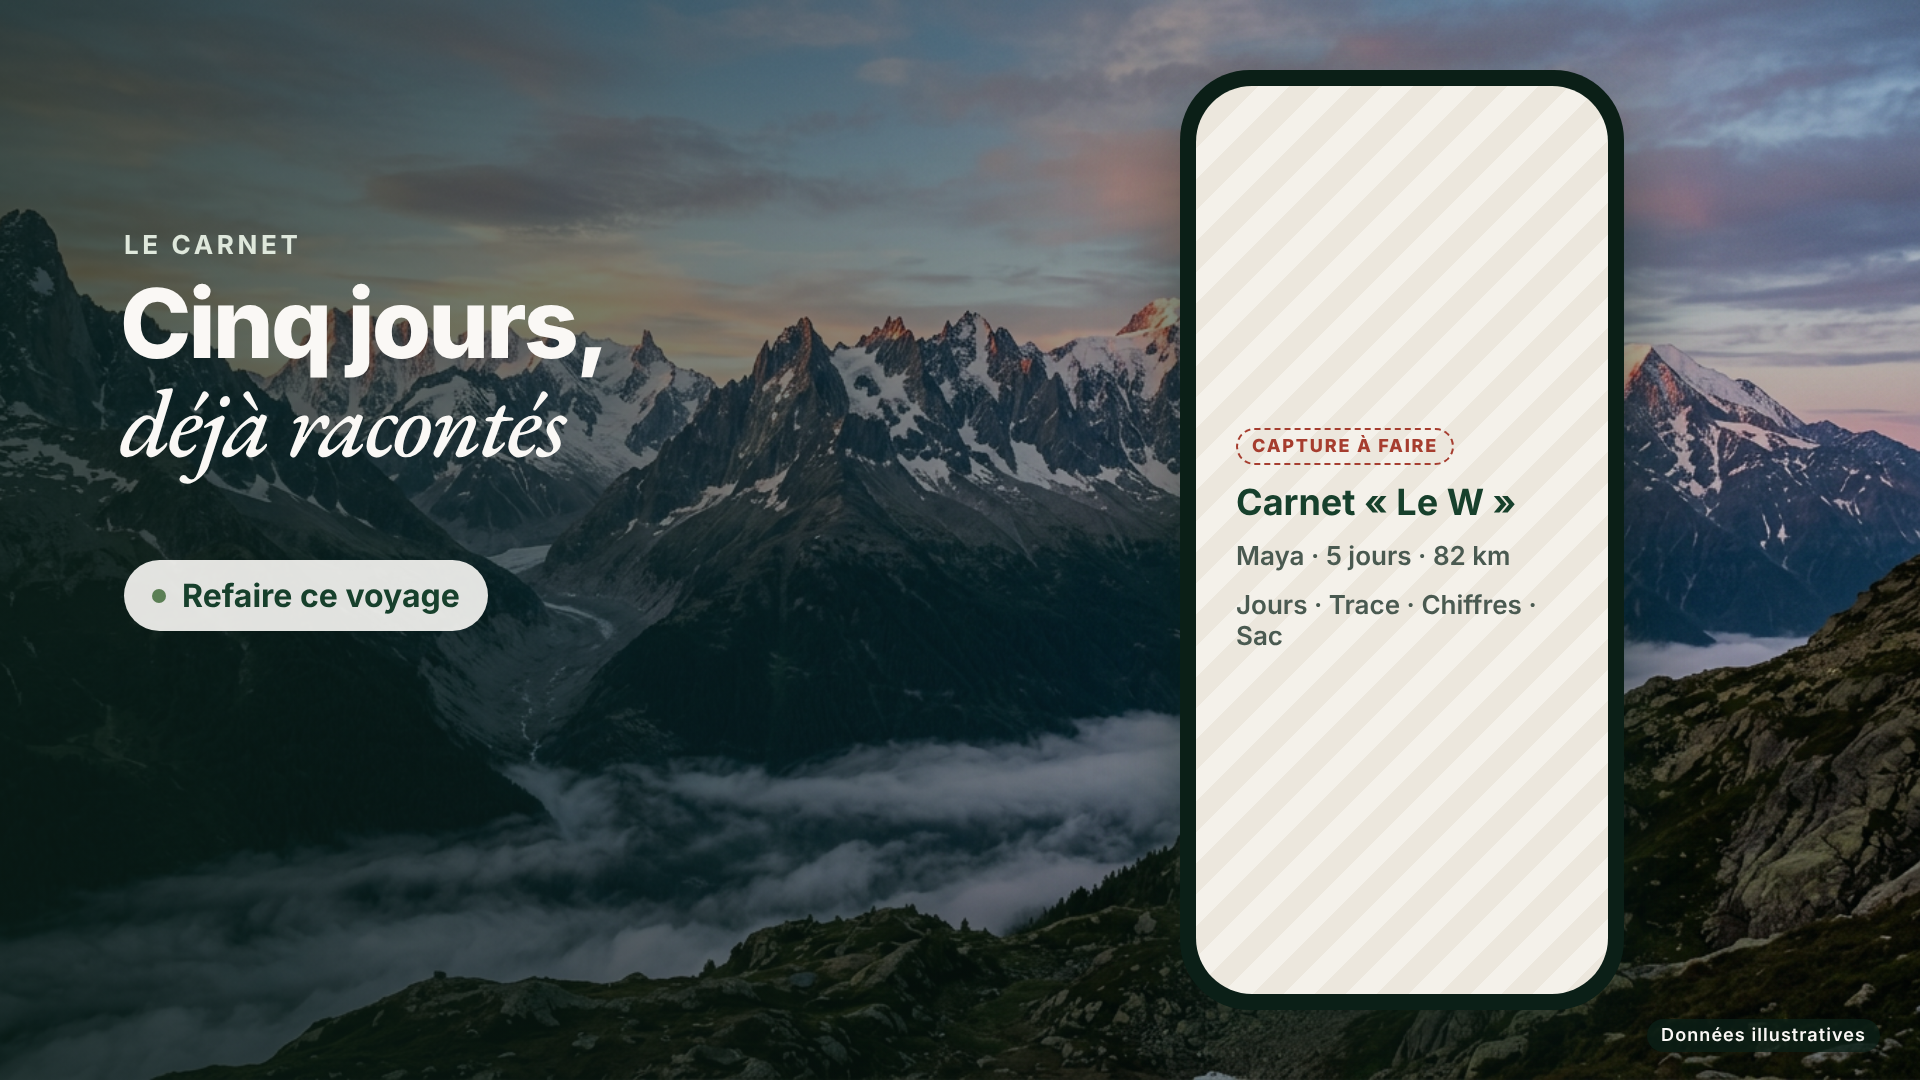 LE CARNET
Cinq jours,
déjà racontés
Refaire ce voyage
CAPTURE À FAIRE
Carnet « Le W »
Maya · 5 jours · 82 km
Jours · Trace · Chiffres ·
Sac
Données illustratives